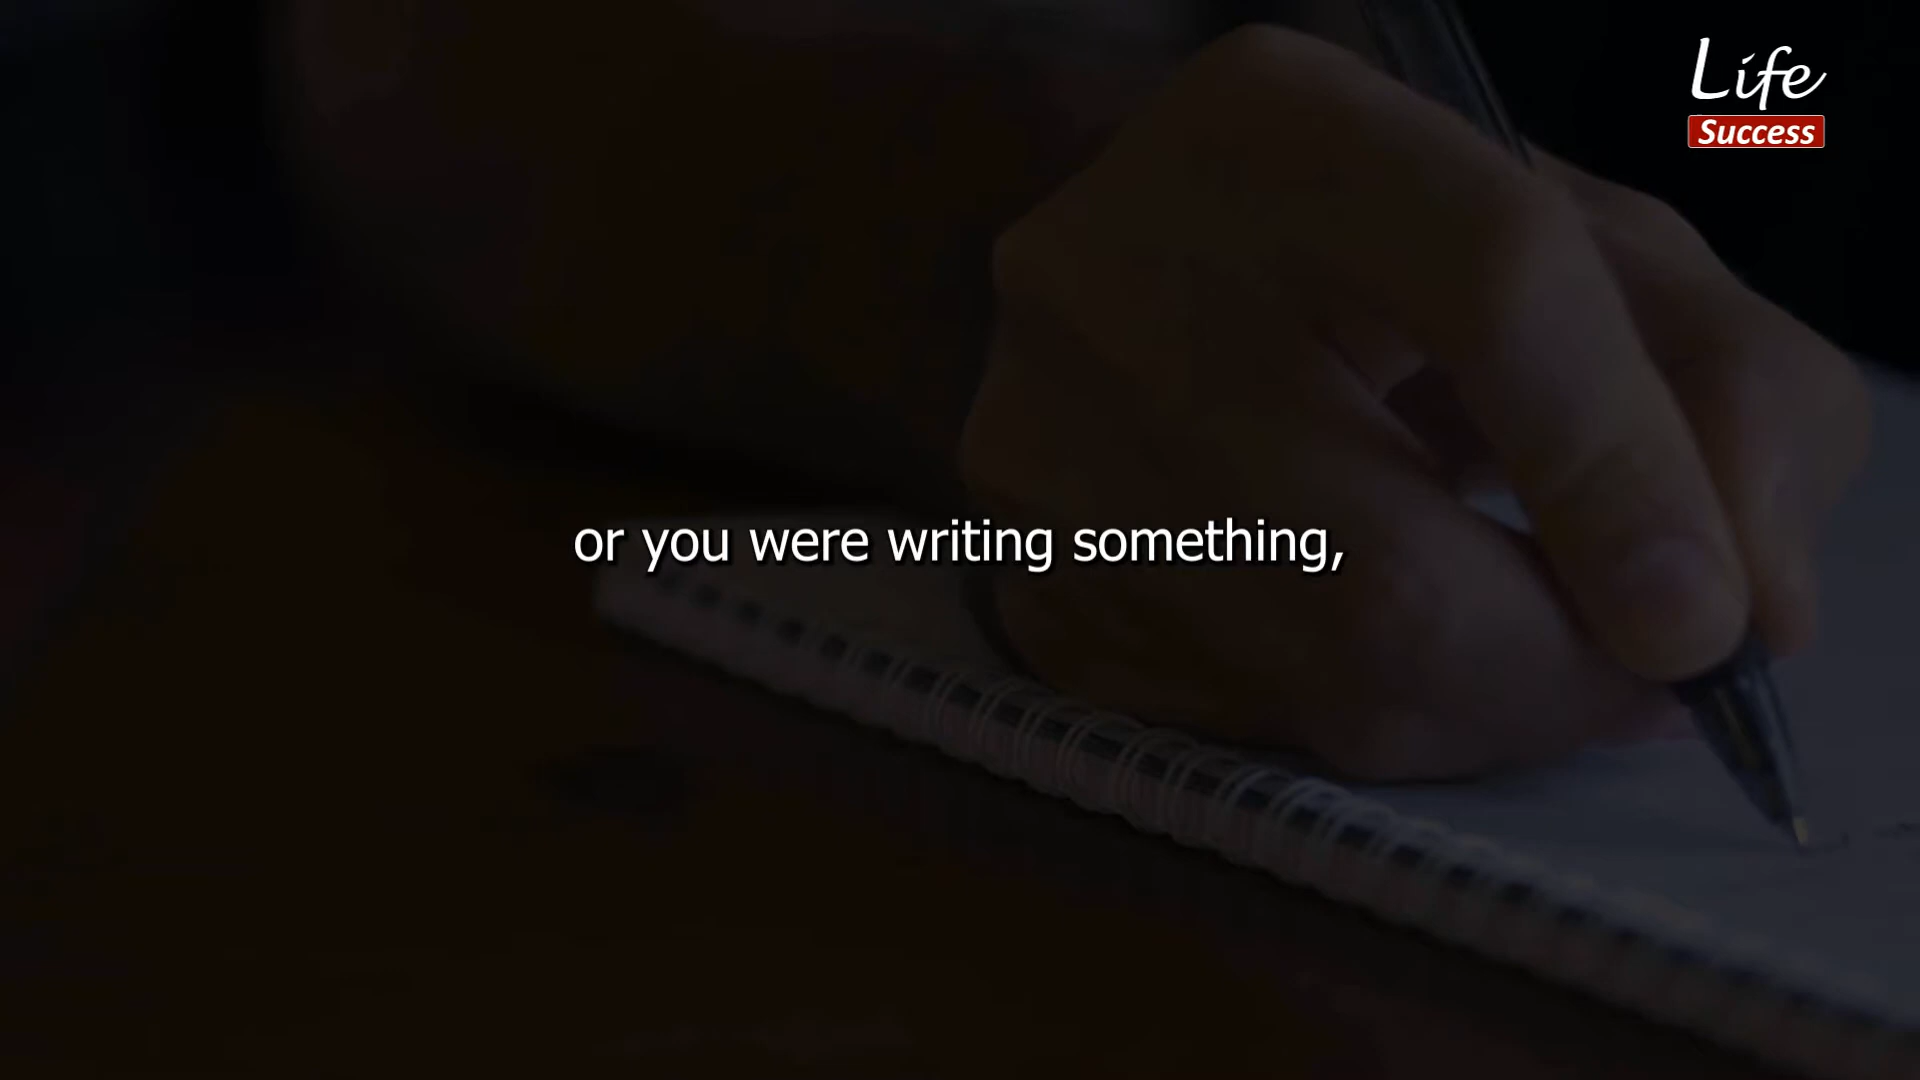 Life
Success
or you were writing something,